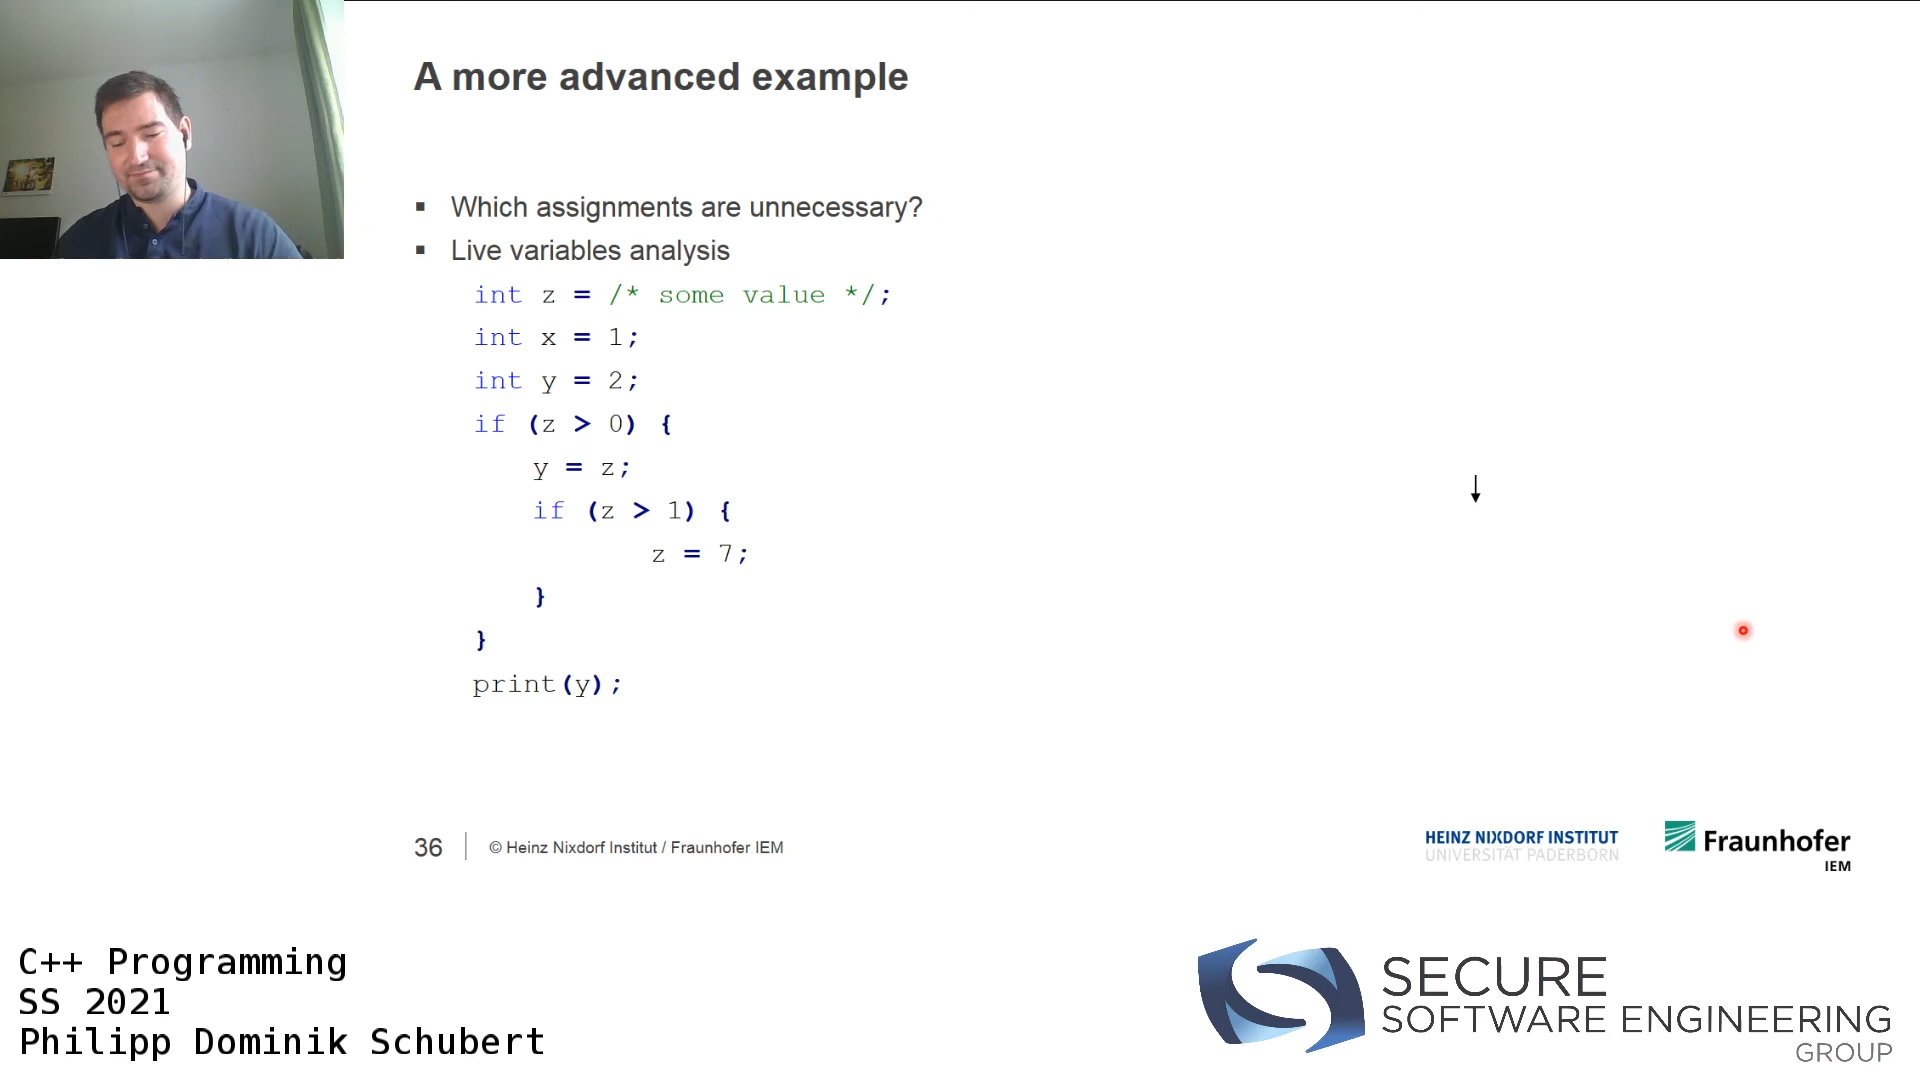 A more advanced example
▪ Which assignments are unnecessary?
▪ Live variables analysis
int z = /* some value */;
int x = 1;
int y = 2;
if (z > 0) {
y = z;
if (z > 1) {
z = 7;
}
}
print(y);
36
© Heinz Nixdorf Institut / Fraunhofer IEM
HEINZ NIXDORF INSTITUT
UNIVERSITÄT PADERBORN
Fraunhofer
IEM
C++ Programming
SS 2021
Philipp Dominik Schubert
SECURE
SOFTWARE ENGINEERING
GROUP